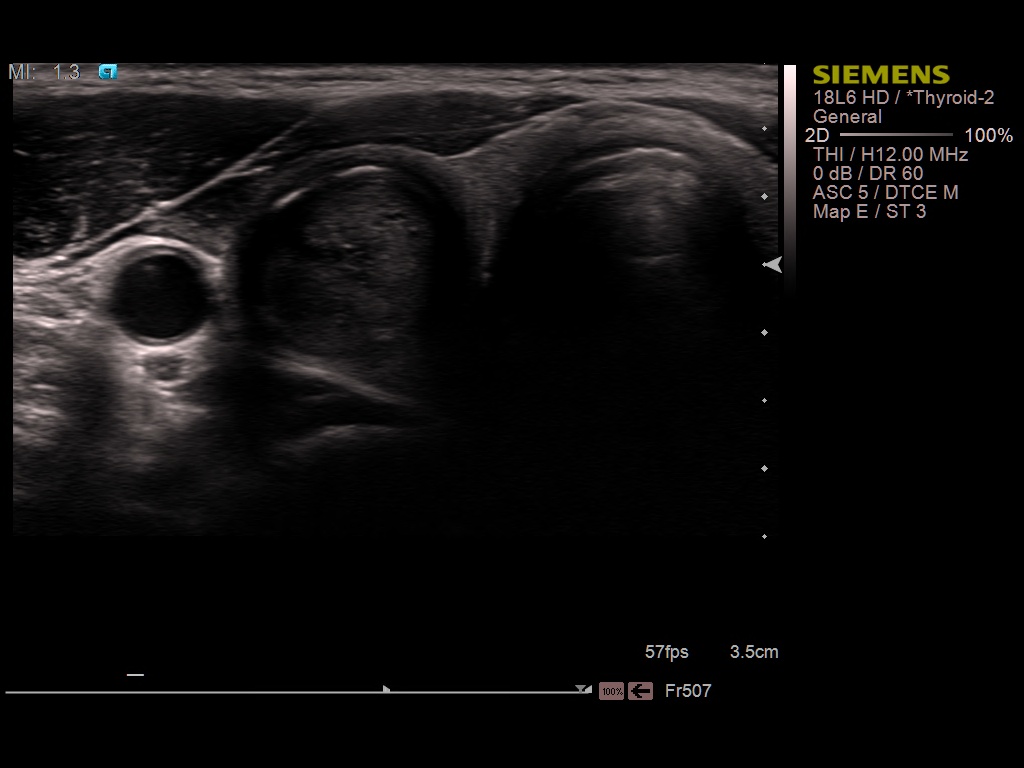 MI: 1.3
SIEMENS
18L6 HD / *Thyroid-2
General
2D 100%
THI / H12.00 MHz
0 dB / DR 60
ASC 5 / DTCE M
Map E / ST 3
57fps 3.5cm
100% Fr507